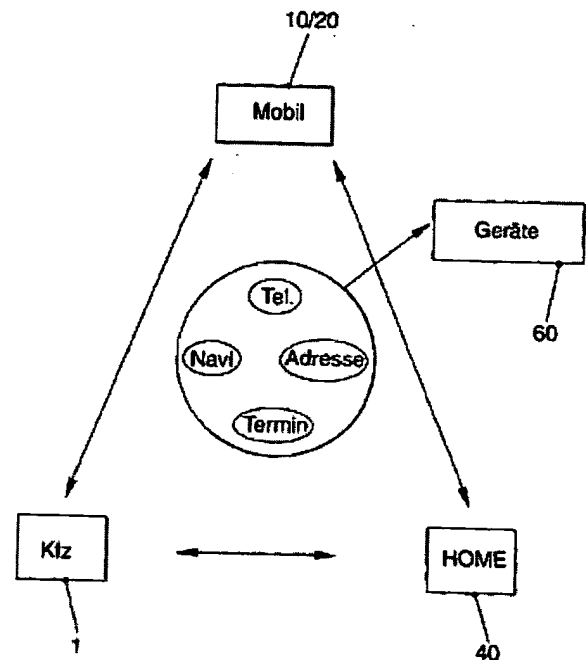 10/20
Mobil
Geräte
60
Tel.
Navi
Adresse
Termin
Kfz
HOME
1
40